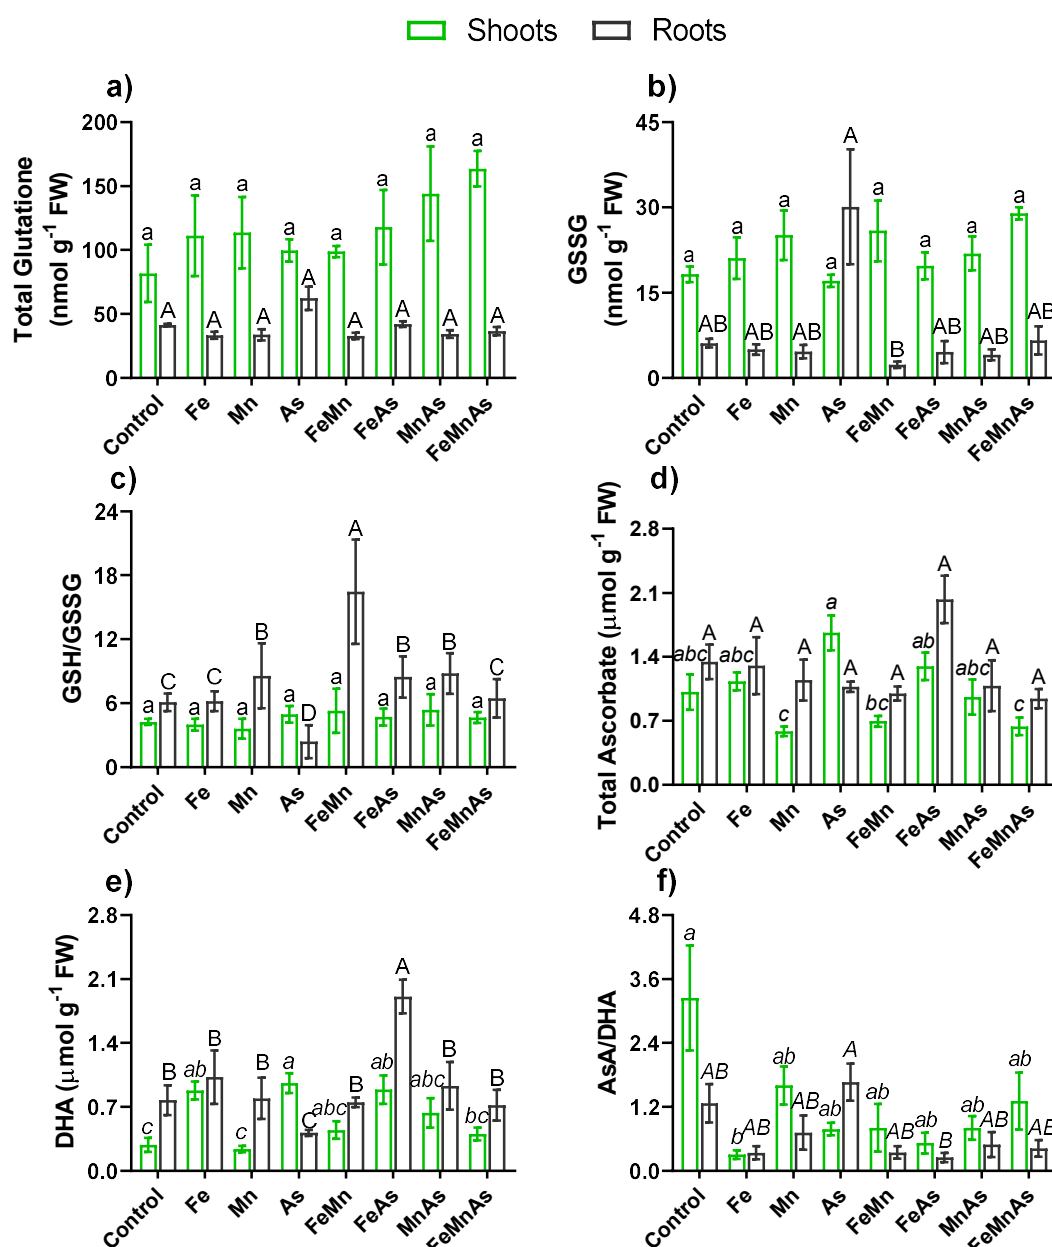 Shoots Roots
a) b)
200 45
a a a a a a a a
A A A A A A A A
150 30
100 15
50 0
0
Total Glutatione
(nmol g-1 FW)
Control Fe Mn As FeMn FeAs MnAs FeMnAs
GSSG
(nmol g-1 FW)
a a a a a a a a
AB AB AB A B AB AB AB
Control Fe Mn As FeMn FeAs MnAs FeMnAs
c) d)
GSH/GSSG
24
18
12
6
0
a a a a a a a a
C C B D A B B C
Control Fe Mn As FeMn FeAs MnAs FeMnAs
Total Ascorbate (μmol g-1 FW)
2.8
2.1
1.4
0.7
0.0
abc abc c a bc ab abc c
A A A A A A A A
Control Fe Mn As FeMn FeAs MnAs FeMnAs
e) f)
DHA (μmol g-1 FW)
2.8
2.1
1.4
0.7
0.0
c ab c a abc ab abc bc
B B B C B A B B
Control Fe Mn As FeMn FeAs MnAs FeMnAs
AsA/DHA
4.8
3.6
2.4
1.2
0.0
a b ab ab ab ab ab ab
AB AB AB A AB B AB AB
Control Fe Mn As FeMn FeAs MnAs FeMnAs